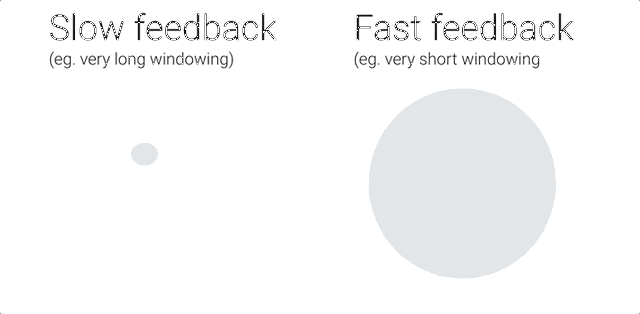 Slow feedback
(eg. very long windowing)
Fast feedback
(eg. very short windowing